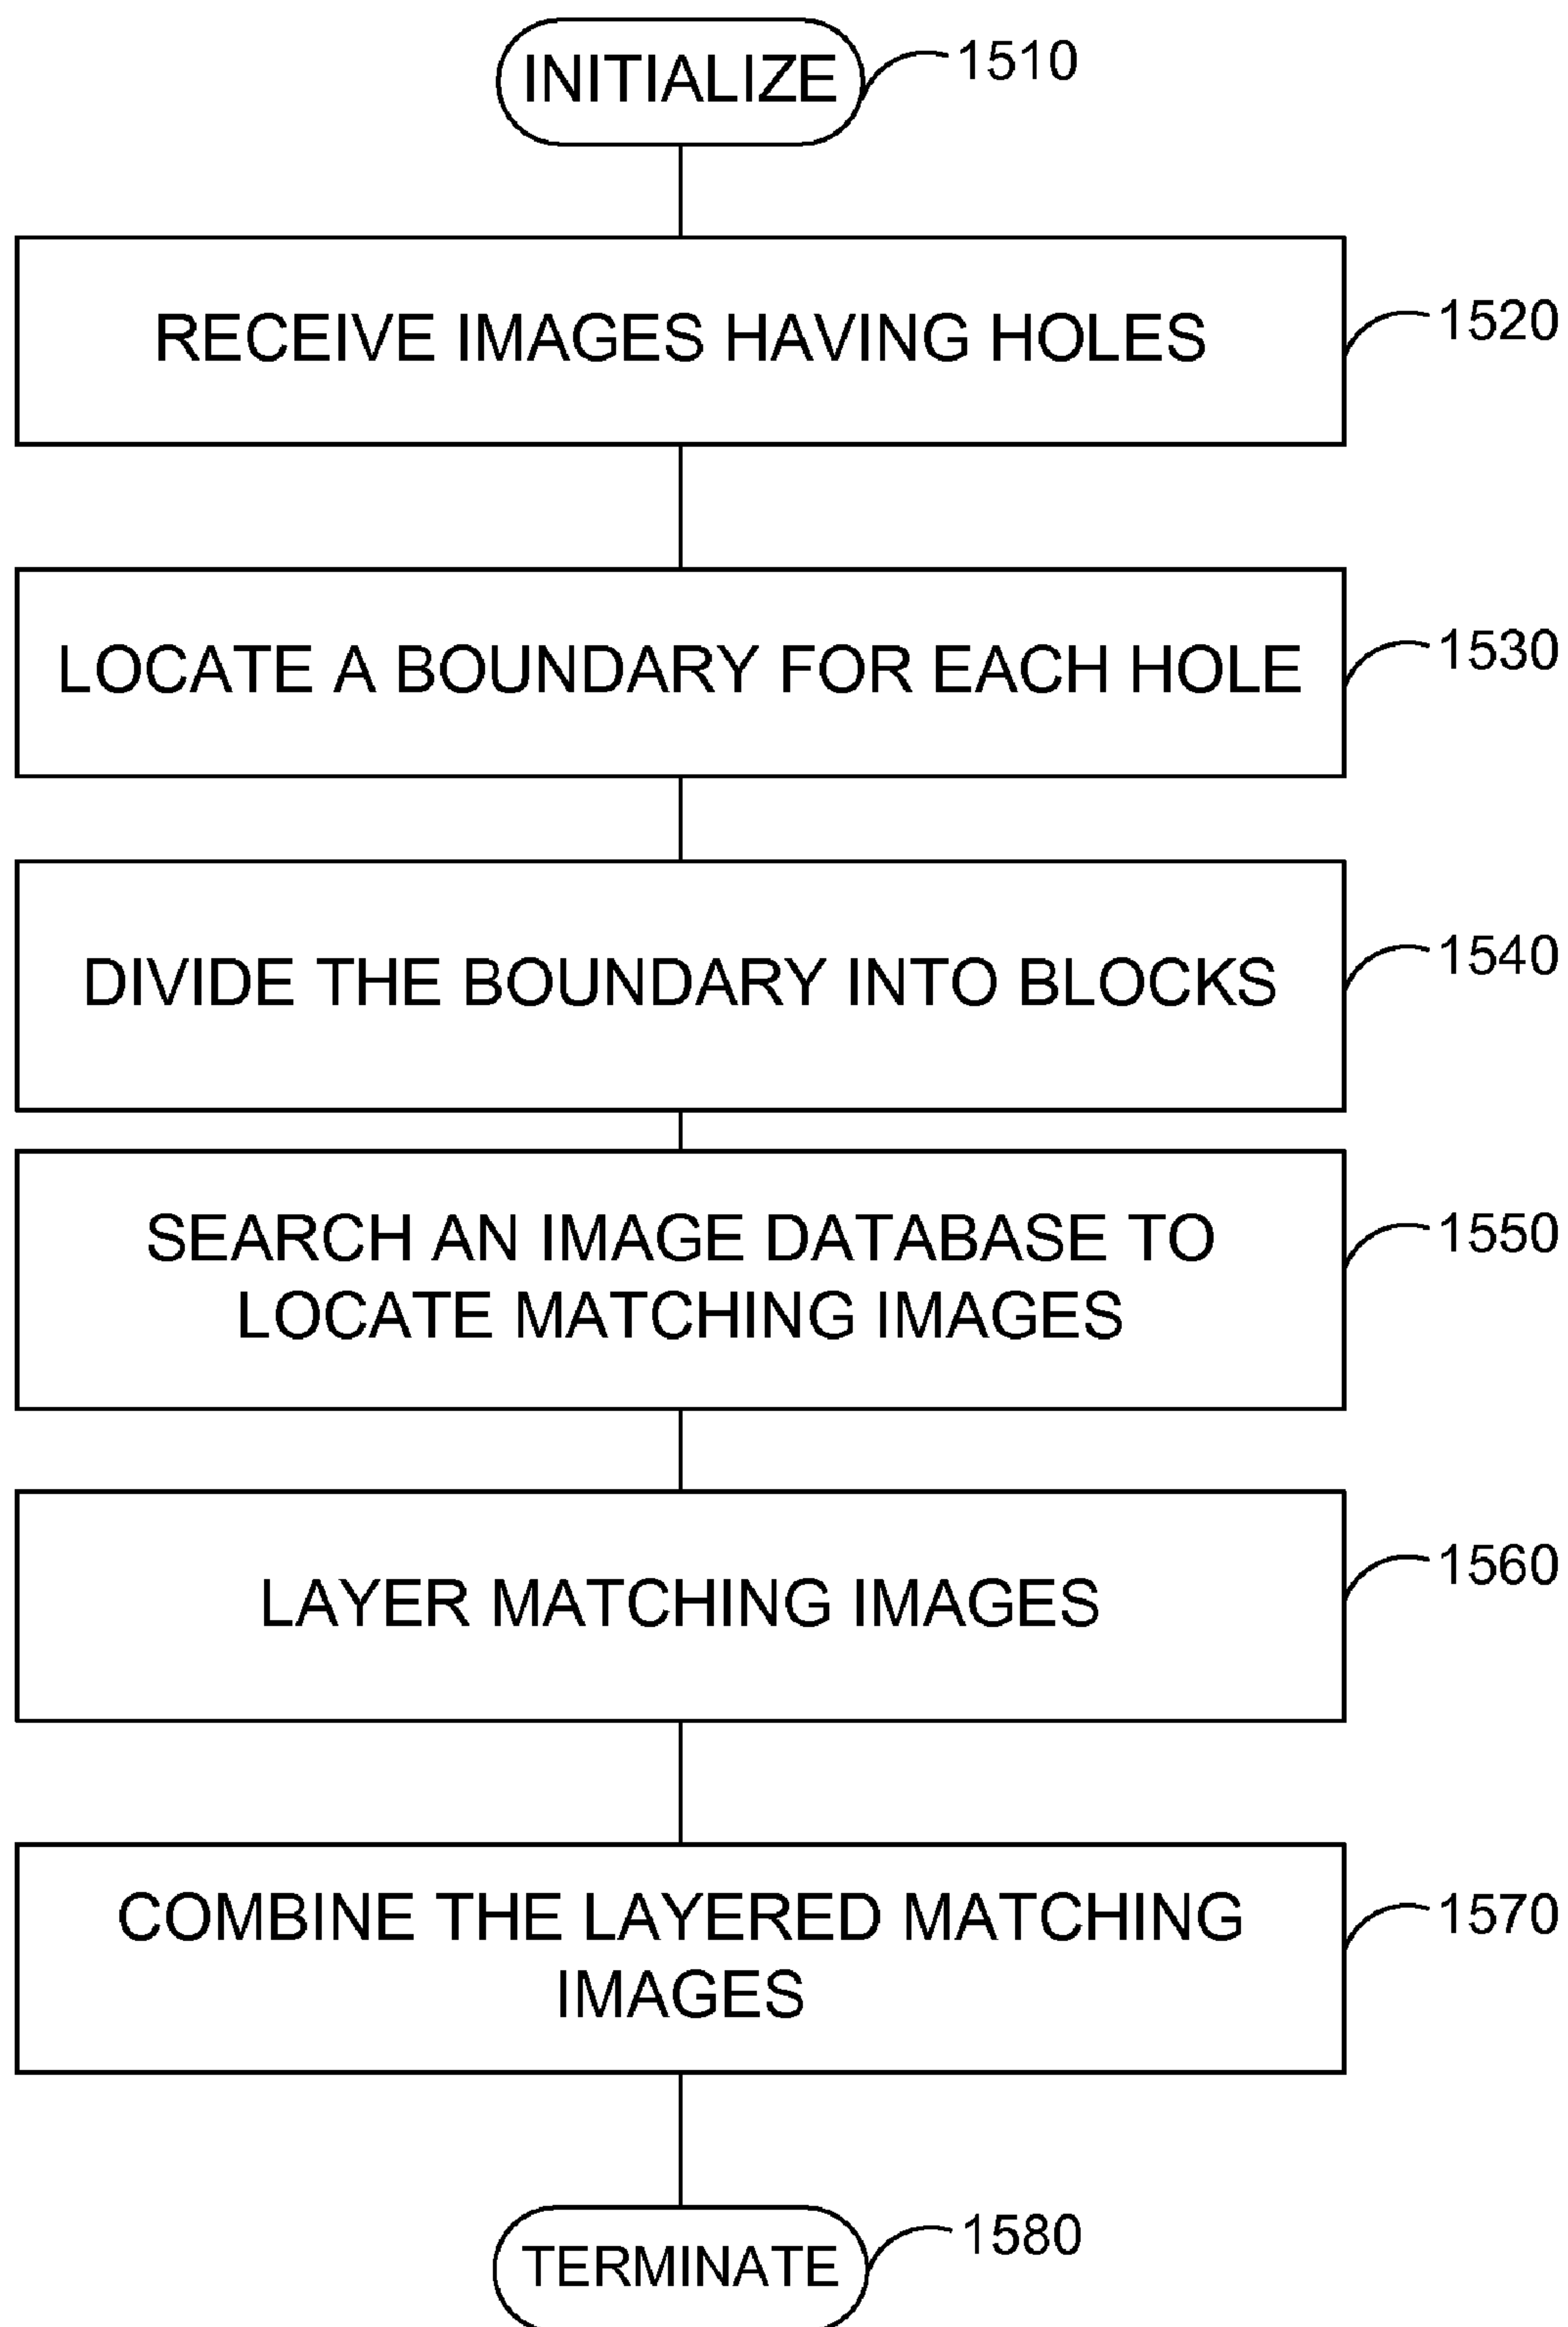 INITIALIZE
1510
RECEIVE IMAGES HAVING HOLES
1520
LOCATE A BOUNDARY FOR EACH HOLE
1530
DIVIDE THE BOUNDARY INTO BLOCKS
1540
SEARCH AN IMAGE DATABASE TO
LOCATE MATCHING IMAGES
1550
LAYER MATCHING IMAGES
1560
COMBINE THE LAYERED MATCHING
IMAGES
1570
TERMINATE
1580